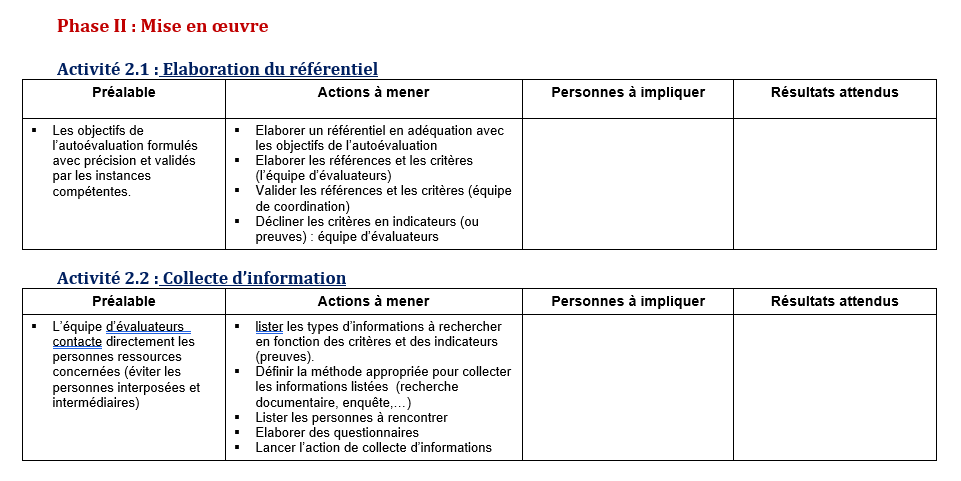 Phase II : Mise en œuvre
Activité 2.1 : Elaboration du référentiel
Préalable
Actions à mener
Personnes à impliquer
Résultats attendus
▪ Les objectifs de
l'autoévaluation formulés
avec précision et validés
par les instances
compétentes.
▪ Elaborer un référentiel en adéquation avec
les objectifs de l'autoévaluation
▪ Elaborer les références et les critères
(l'équipe d'évaluateurs)
▪ Valider les références et les critères (équipe
de coordination)
▪ Décliner les critères en indicateurs (ou
preuves) : équipe d'évaluateurs
Activité 2.2 : Collecte d'information
Préalable
Actions à mener
Personnes à impliquer
Résultats attendus
▪ L'équipe d'évaluateurs
contacte directement les
personnes ressources
concernées (éviter les
personnes interposées et
intermédiaires)
▪ lister les types d'informations à rechercher
en fonction des critères et des indicateurs
(preuves).
▪ Définir la méthode appropriée pour collecter
les informations listées (recherche
documentaire, enquête,…)
▪ Lister les personnes à rencontrer
▪ Elaborer des questionnaires
▪ Lancer l'action de collecte d'informations